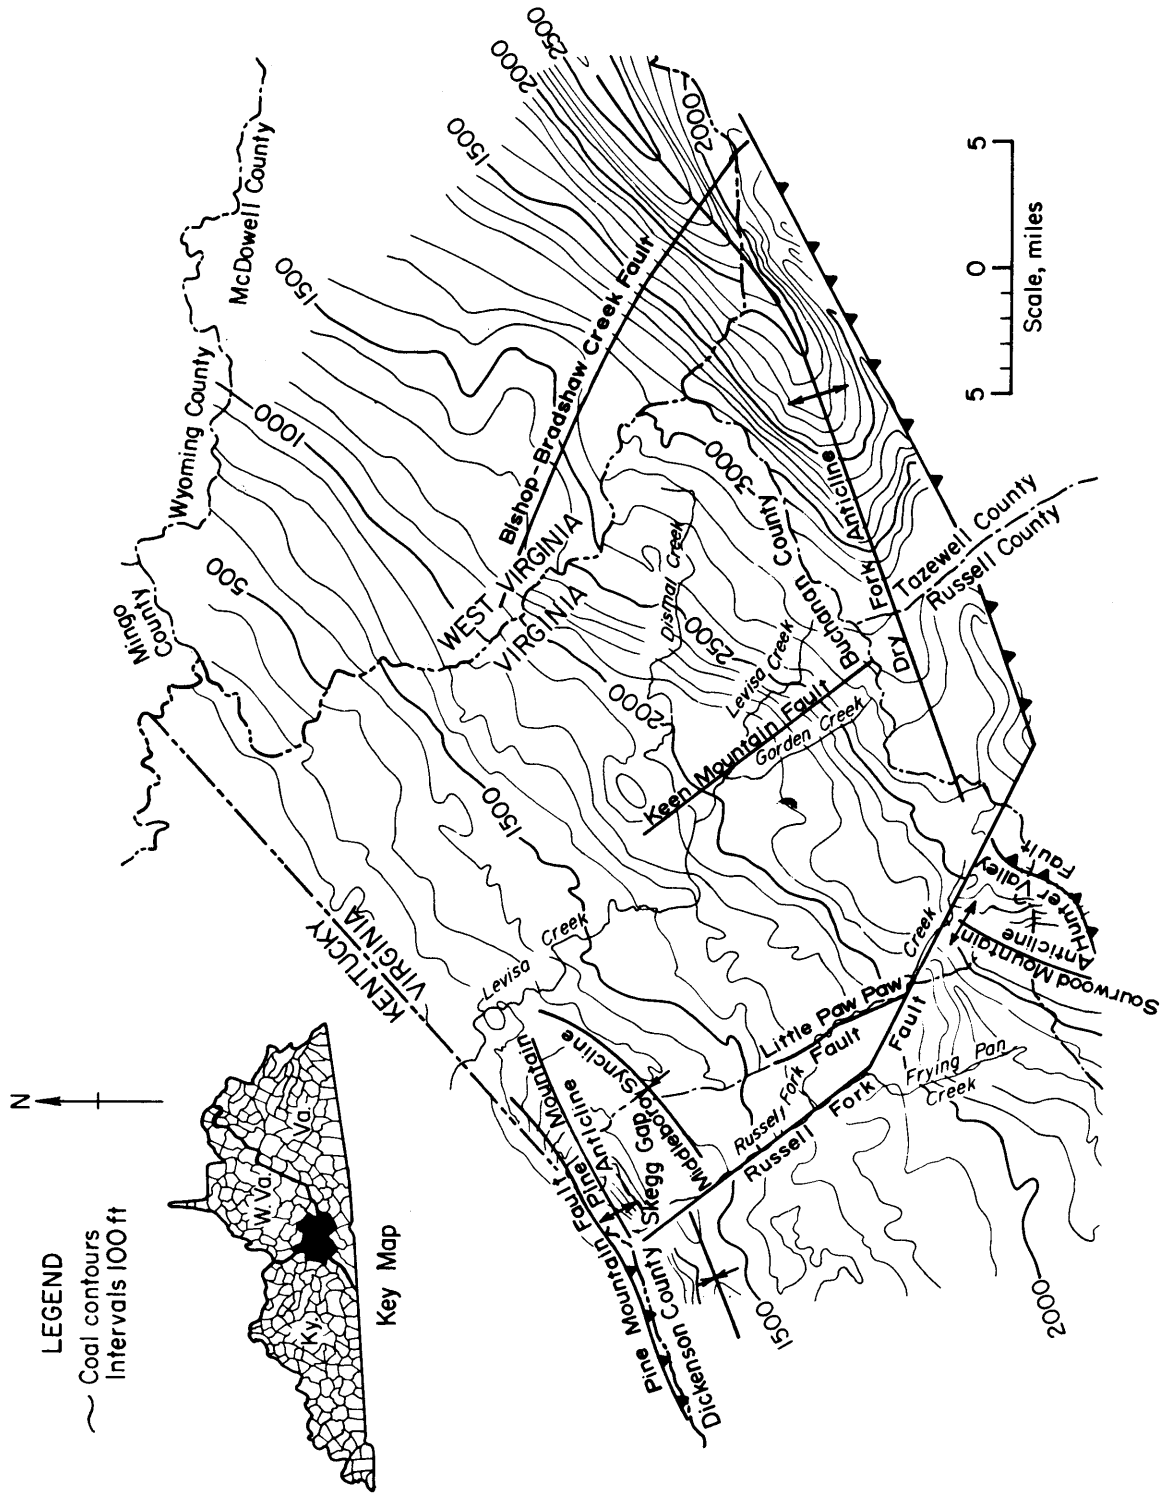 LEGEND
Coal contours
Intervals 100 ft
N
W.Va.
Va.
Ky.
Key Map
Mingo
County
Wyoming County
McDowell County
500
1000
1500
1500
2000
2500
KENTUCKY
VIRGINIA
WEST VIRGINIA
VIRGINIA
Bishop-Bradshaw Creek Fault
2000
Levisa
Creek
1500
2000
2500
3000
Dismal Creek
Levisa Creek
Keen Mountain Fault
Gorden Creek
Buchanan County
Tazewell County
Russell County
Dry
Fork
Anticline
Pine Mountain Fault
Pine Mountain
Anticline
Skegg Gap
Middleboro
Syncline
Dickenson County
Little Paw Paw
Fault
Creek
Russell Fork
Russell
Fork
Fault
Frying Pan
Creek
Hunter Valley
Fault
Sourwood Mountain
Anticline
1500
2000
5
0
5
Scale, miles